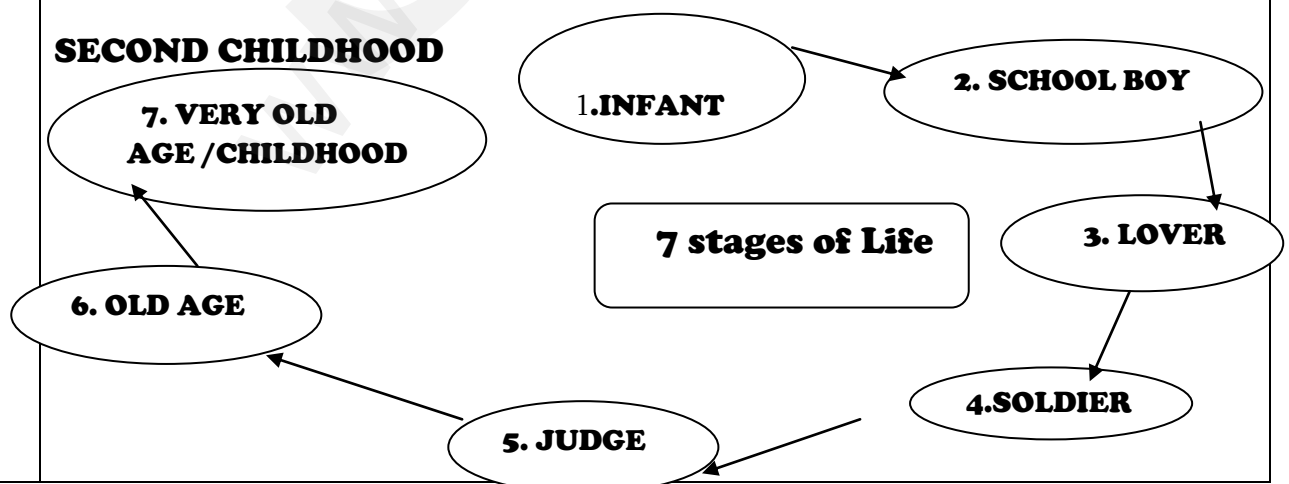 SECOND CHILDHOOD
7. VERY OLD
AGE /CHILDHOOD
1.INFANT
2. SCHOOL BOY
7 stages of Life
3. LOVER
6. OLD AGE
4.SOLDIER
5. JUDGE